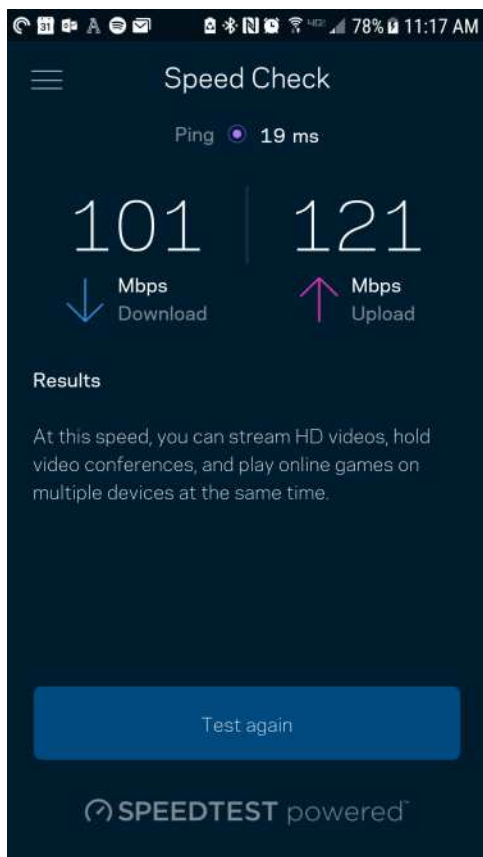 31 78% 11:17 AM
Speed Check
Ping 19 ms
101 121
Mbps Mbps
Download Upload
Results
At this speed, you can stream HD videos, hold
video conferences, and play online games on
multiple devices at the same time.
Test again
SPEEDTEST powered™